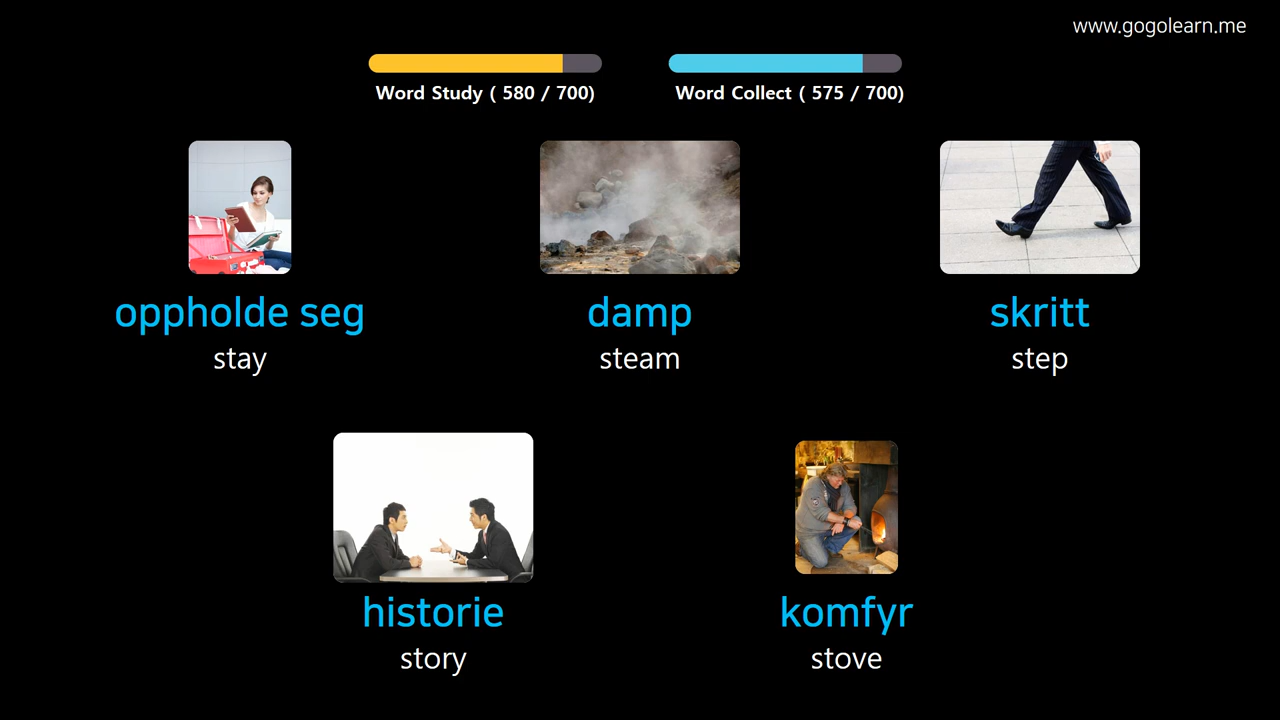 www.gogolearn.me
Word Study ( 580 / 700)
Word Collect ( 575 / 700)
oppholde seg
stay
damp
steam
skritt
step
historie
story
komfyr
stove